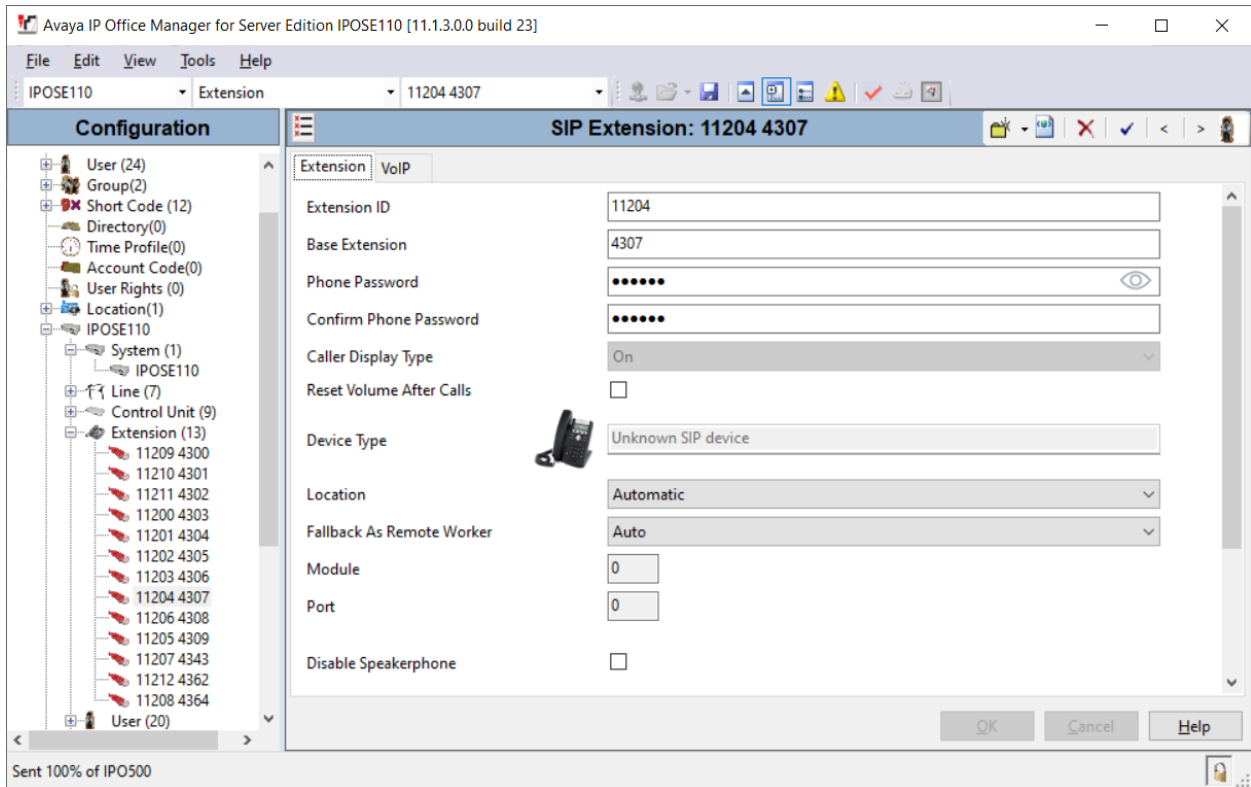 Avaya IP Office Manager for Server Edition IPOSE110 [11.1.3.0.0 build 23]
File Edit View Tools Help
IPOSE110 Extension 11204 4307
Configuration
User (24)
Group(2)
Short Code (12)
Directory(0)
Time Profile(0)
Account Code(0)
User Rights (0)
Location(1)
IPOSE110
System (1)
IPOSE110
Line (7)
Control Unit (9)
Extension (13)
11209 4300
11210 4301
11211 4302
11200 4303
11201 4304
11202 4305
11203 4306
11204 4307
11206 4308
11205 4309
11207 4343
11212 4362
11208 4364
User (20)
SIP Extension: 11204 4307
Extension VoIP
Extension ID 11204
Base Extension 4307
Phone Password ••••••
Confirm Phone Password ••••••
Caller Display Type On
Reset Volume After Calls
Device Type Unknown SIP device
Location Automatic
Fallback As Remote Worker Auto
Module 0
Port 0
Disable Speakerphone
OK Cancel Help
Sent 100% of IPO500